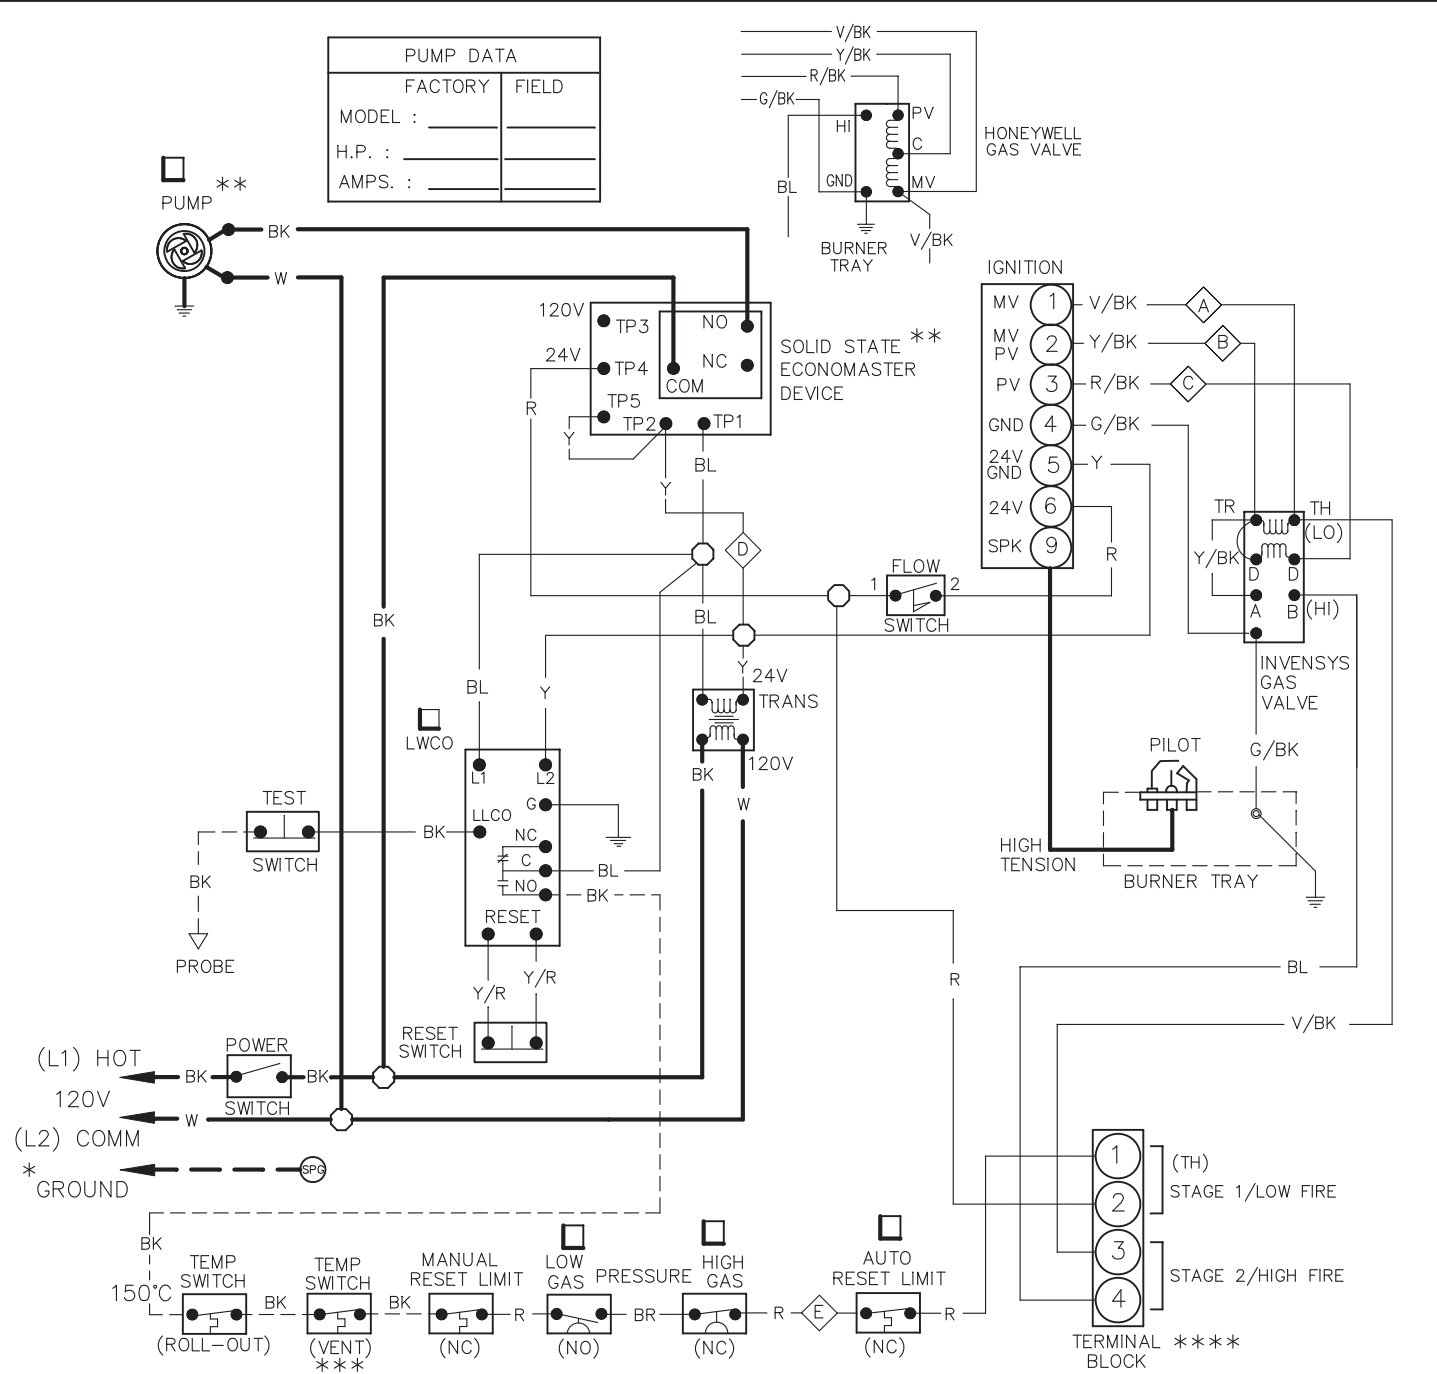 PUMP DATA
FACTORY FIELD
MODEL :
H.P. :
AMPS. :
V/BK
Y/BK
R/BK
G/BK
HI
PV
C
GND
MV
HONEYWELL
GAS VALVE
BL
BURNER
TRAY
V/BK
PUMP **
BK
W
120V
TP3
24V
TP4
TP5
TP2
TP1
NO
NC
COM
SOLID STATE **
ECONOMASTER
DEVICE
R
Y
BL
Y
D
IGNITION
MV 1 V/BK A
MV
PV 2 Y/BK B
PV 3 R/BK C
GND 4 G/BK
24V
GND 5 Y
24V 6
SPK 9
R
TR
TH
(LO)
Y/BK
D D
A B (HI)
INVENSYS
GAS
VALVE
G/BK
1 FLOW 2
SWITCH
BL
BK
BL
Y
Y
24V
TRANS
120V
BK
W
LWCO
L1
L2
G
LLCO
NC
C
NO
BL
BK
RESET
Y/R
Y/R
RESET
SWITCH
TEST
SWITCH
BK
BK
PROBE
PILOT
HIGH
TENSION
BURNER TRAY
BL
R
V/BK
(L1) HOT
BK
POWER
SWITCH
BK
120V
W
(L2) COMM
*
GROUND
SPG
1
2
3
4
(TH)
STAGE 1/LOW FIRE
STAGE 2/HIGH FIRE
TERMINAL ****
BLOCK
BK
150°C
TEMP
SWITCH
(ROLL-OUT)
BK
TEMP
SWITCH
(VENT)
***
BK
MANUAL
RESET LIMIT
(NC)
R
LOW
GAS
PRESSURE
(NO)
BR
HIGH
GAS
(NC)
R
E
AUTO
RESET LIMIT
(NC)
R